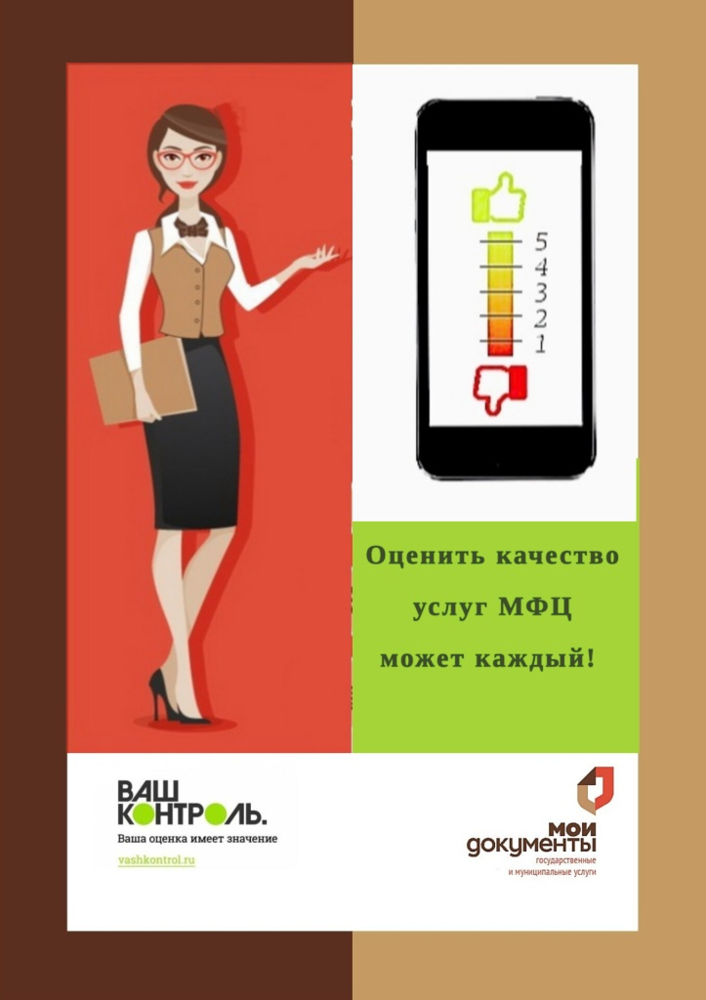 5
4
3
2
1
Оценить качество
услуг МФЦ
может каждый!
ВАШ
КОНТРОЛЬ.
Ваша оценка имеет значение
vashkontrol.ru
мои
документы
государственные
и муниципальные услуги